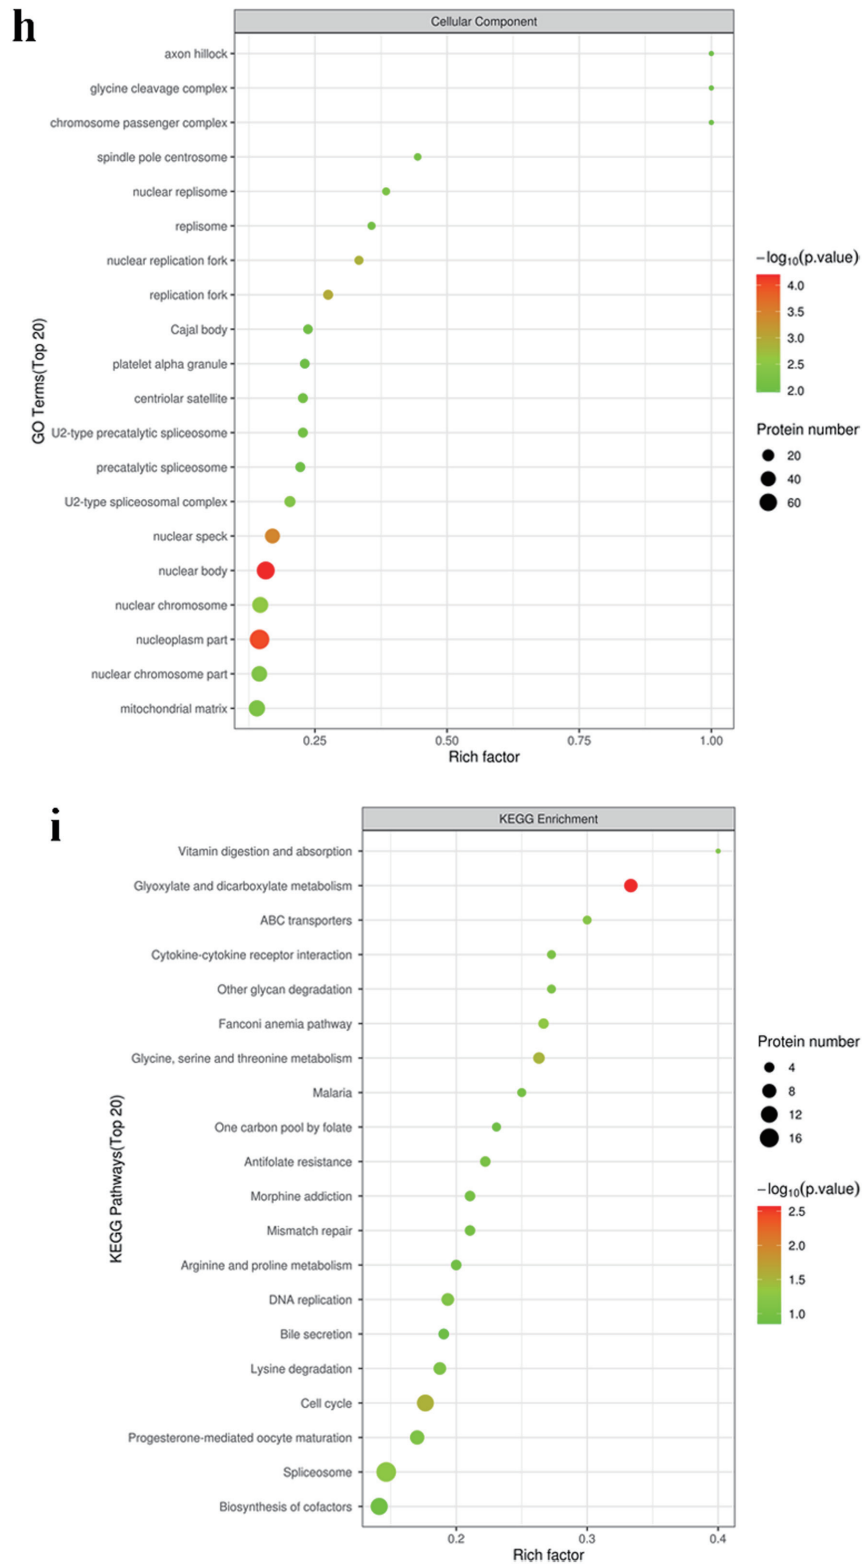 h
Cellular Component
axon hillock
glycine cleavage complex
chromosome passenger complex
spindle pole centrosome
nuclear replisome
replisome
nuclear replication fork
replication fork
Cajal body
platelet alpha granule
centriolar satellite
U2-type precatalytic spliceosome
precatalytic spliceosome
U2-type spliceosomal complex
nuclear speck
nuclear body
nuclear chromosome
nucleoplasm part
nuclear chromosome part
mitochondrial matrix
GO Terms(Top 20)
0.25 0.50 0.75 1.00
Rich factor
−log₁₀(p.value)
4.0
3.5
3.0
2.5
2.0
Protein number
20
40
60
i
KEGG Enrichment
Vitamin digestion and absorption
Glyoxylate and dicarboxylate metabolism
ABC transporters
Cytokine-cytokine receptor interaction
Other glycan degradation
Fanconi anemia pathway
Glycine, serine and threonine metabolism
Malaria
One carbon pool by folate
Antifolate resistance
Morphine addiction
Mismatch repair
Arginine and proline metabolism
DNA replication
Bile secretion
Lysine degradation
Cell cycle
Progesterone-mediated oocyte maturation
Spliceosome
Biosynthesis of cofactors
KEGG Pathways(Top 20)
0.2 0.3 0.4
Rich factor
Protein number
4
8
12
16
−log₁₀(p.value)
2.5
2.0
1.5
1.0